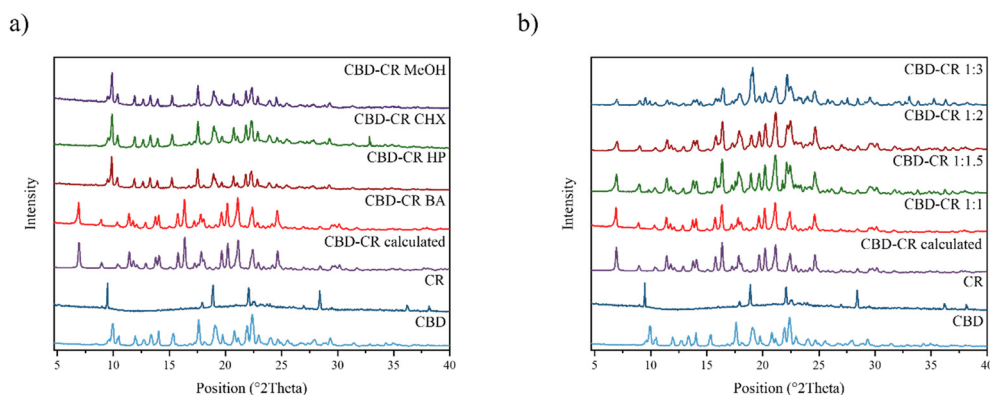 a)
CBD-CR MeOH
CBD-CR CHX
CBD-CR HP
CBD-CR BA
CBD-CR calculated
CR
CBD
Intensity
5 10 15 20 25 30 35 40
Position (°2Theta)
b)
CBD-CR 1:3
CBD-CR 1:2
CBD-CR 1:1.5
CBD-CR 1:1
CBD-CR calculated
CR
CBD
Intensity
5 10 15 20 25 30 35 40
Position (°2Theta)